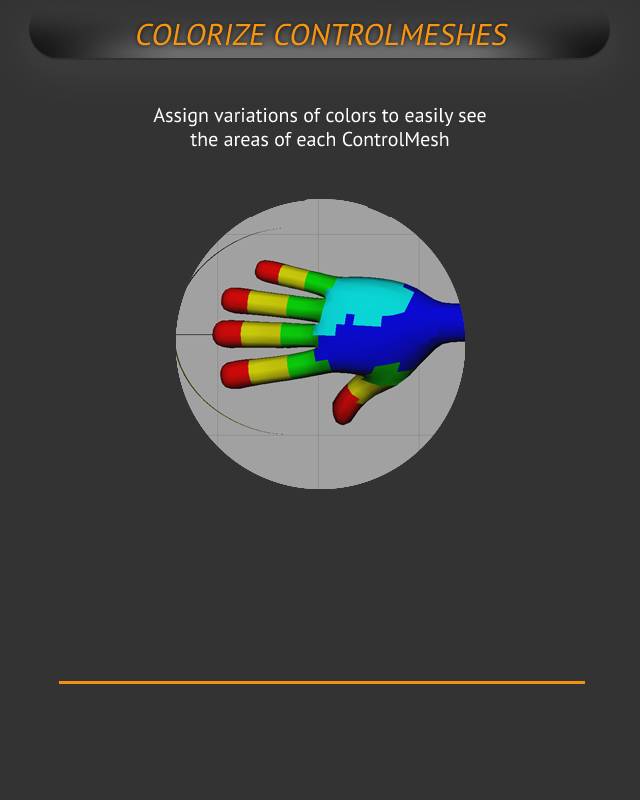 COLORIZE CONTROLMESHES
Assign variations of colors to easily see
the areas of each ControlMesh